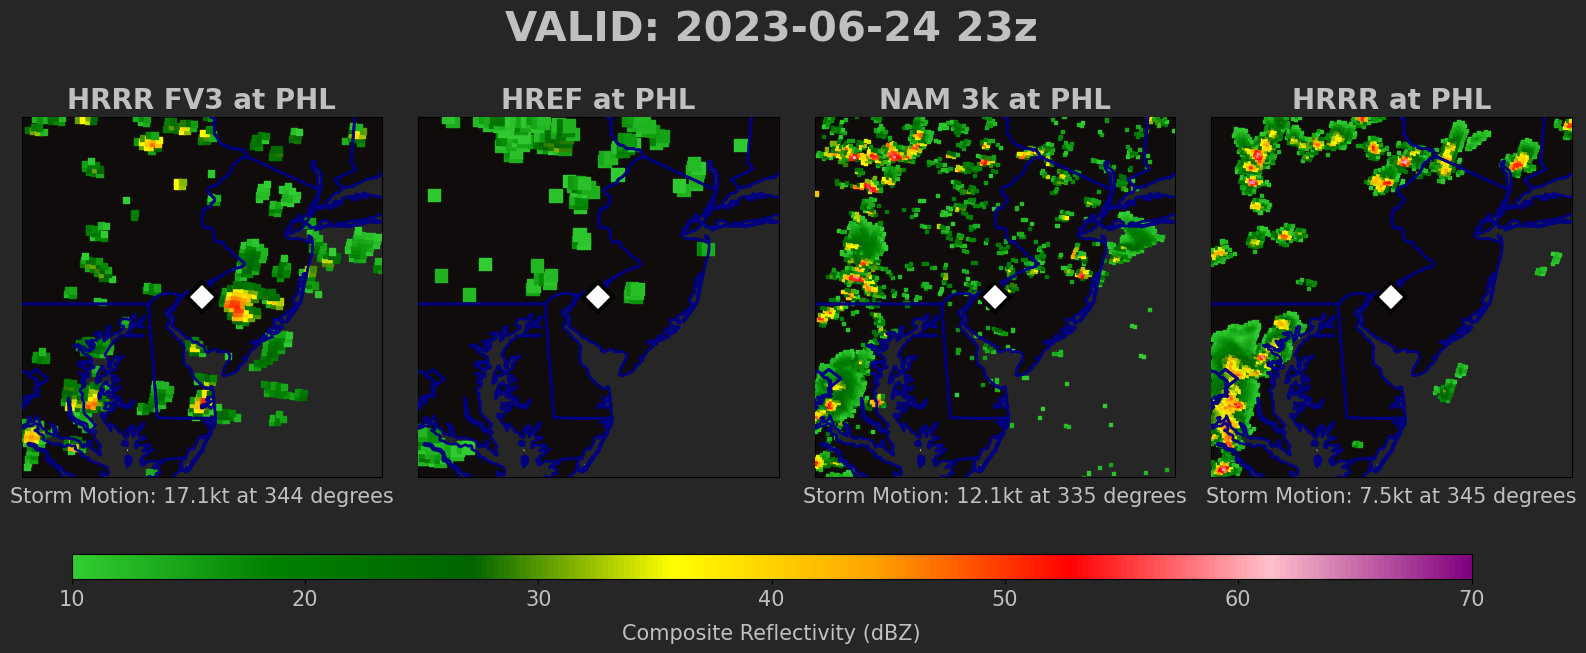 VALID: 2023-06-24 23z
HRRR FV3 at PHL
HREF at PHL
NAM 3k at PHL
HRRR at PHL
Storm Motion: 17.1kt at 344 degrees
Storm Motion: 12.1kt at 335 degrees
Storm Motion: 7.5kt at 345 degrees
10 20 30 40 50 60 70
Composite Reflectivity (dBZ)